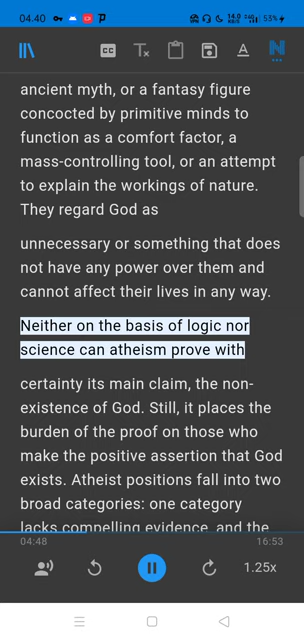 04.40
14.0
KB/S
53%
CC
N
ancient myth, or a fantasy figure
concocted by primitive minds to
function as a comfort factor, a
mass-controlling tool, or an attempt
to explain the workings of nature.
They regard God as
unnecessary or something that does
not have any power over them and
cannot affect their lives in any way.
Neither on the basis of logic nor
science can atheism prove with
certainty its main claim, the non-
existence of God. Still, it places the
burden of the proof on those who
make the positive assertion that God
exists. Atheist positions fall into two
broad categories: one category
lacks compelling evidence, and the
04:48
16:53
1.25x